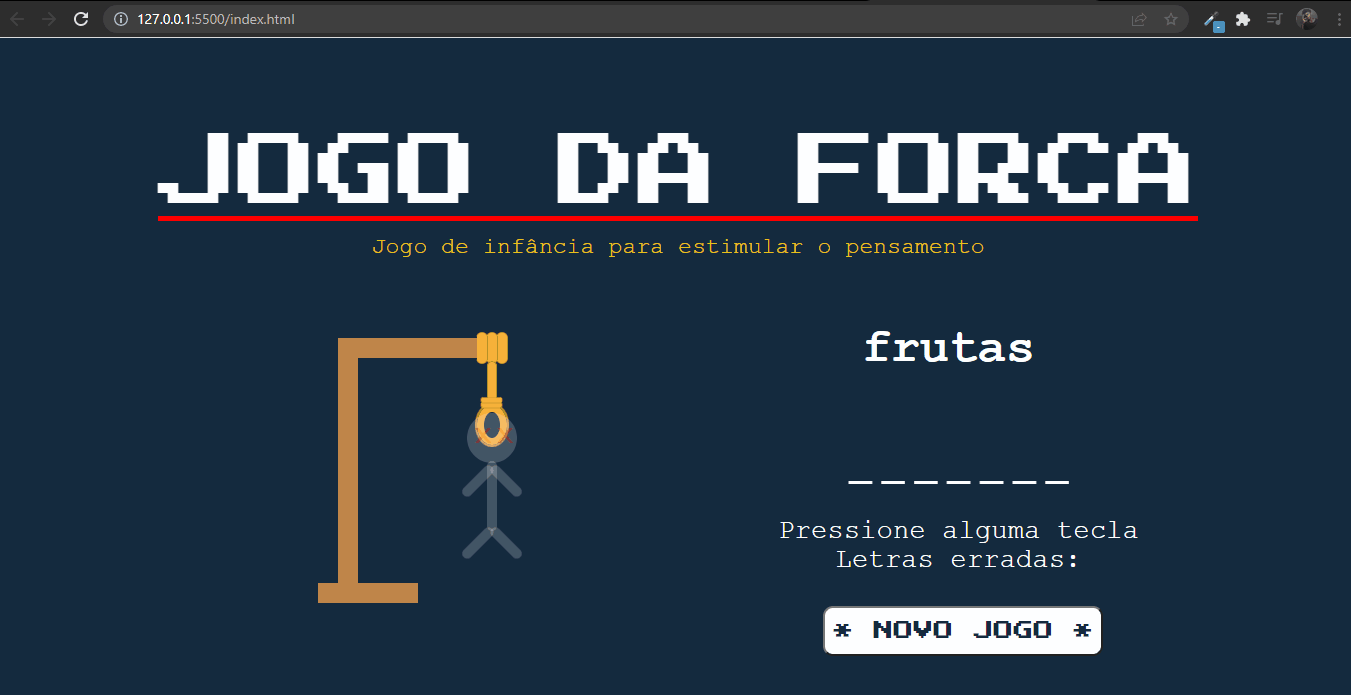 127.0.0.1:5500/index.html
JOGO DA FORCA
Jogo de infância para estimular o pensamento
frutas
_ _ _ _ _ _ _
Pressione alguma tecla
Letras erradas:
* NOVO JOGO *